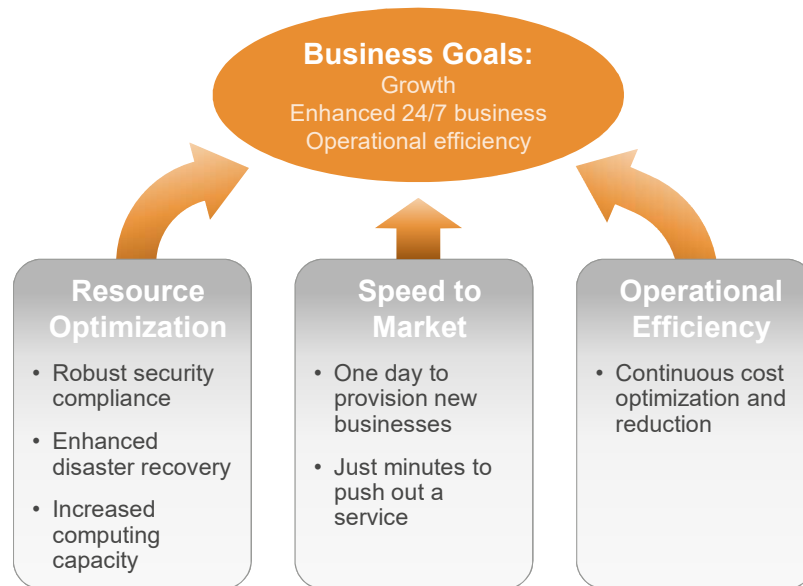 Business Goals:
Growth
Enhanced 24/7 business
Operational efficiency
Resource
Optimization
• Robust security
compliance
• Enhanced
disaster recovery
• Increased
computing
capacity
Speed to
Market
• One day to
provision new
businesses
• Just minutes to
push out a
service
Operational
Efficiency
• Continuous cost
optimization and
reduction